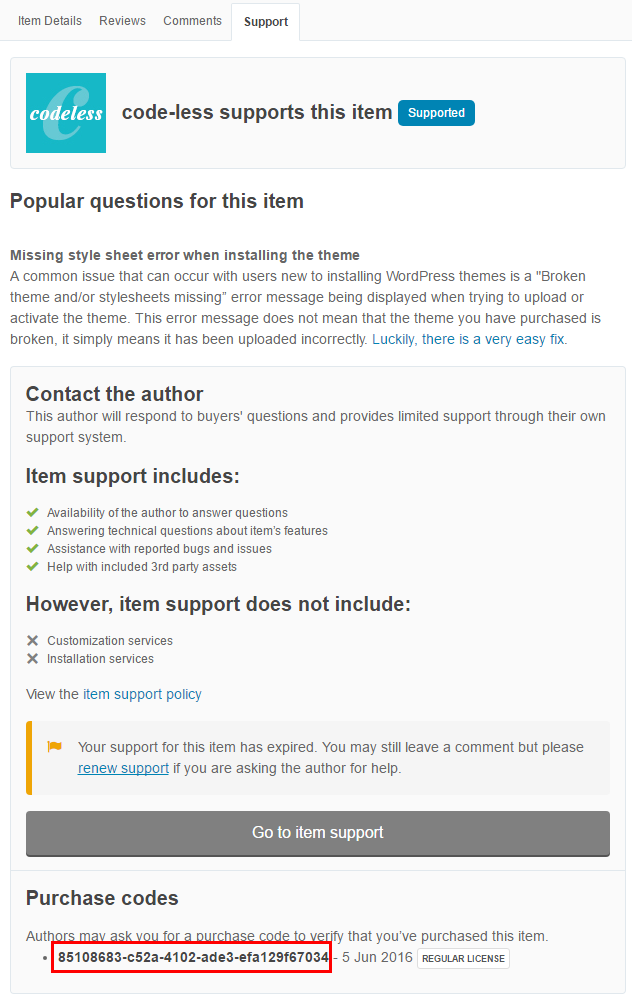 Item Details Reviews Comments Support
codeless
code-less supports this item Supported
Popular questions for this item
Missing style sheet error when installing the theme
A common issue that can occur with users new to installing WordPress themes is a "Broken
theme and/or stylesheets missing” error message being displayed when trying to upload or
activate the theme. This error message does not mean that the theme you have purchased is
broken, it simply means it has been uploaded incorrectly. Luckily, there is a very easy fix.
Contact the author
This author will respond to buyers' questions and provides limited support through their own
support system.
Item support includes:
Availability of the author to answer questions
Answering technical questions about item's features
Assistance with reported bugs and issues
Help with included 3rd party assets
However, item support does not include:
Customization services
Installation services
View the item support policy
Your support for this item has expired. You may still leave a comment but please
renew support if you are asking the author for help.
Go to item support
Purchase codes
Authors may ask you for a purchase code to verify that you've purchased this item.
• 85108683-c52a-4102-ade3-efa129f67034 - 5 Jun 2016 REGULAR LICENSE